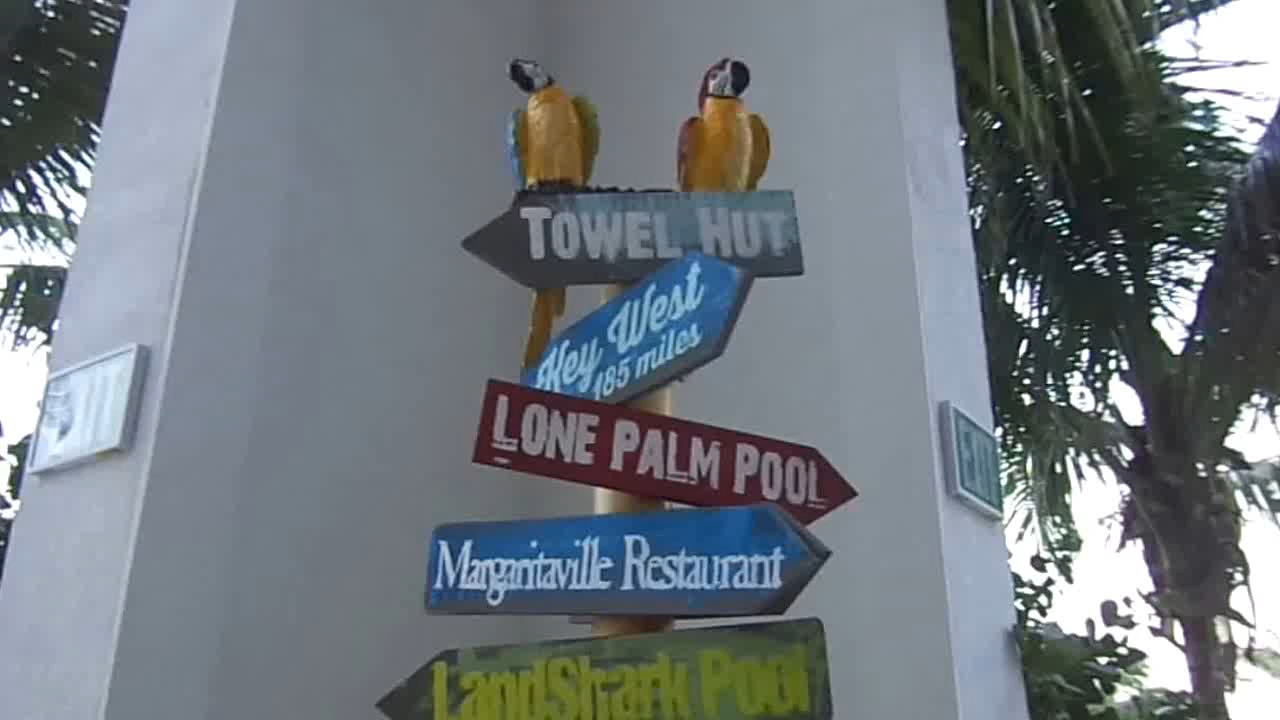 TOWEL HUT
Key West
185 miles
LONE PALM POOL
Margaritaville Restaurant
LandShark Pool